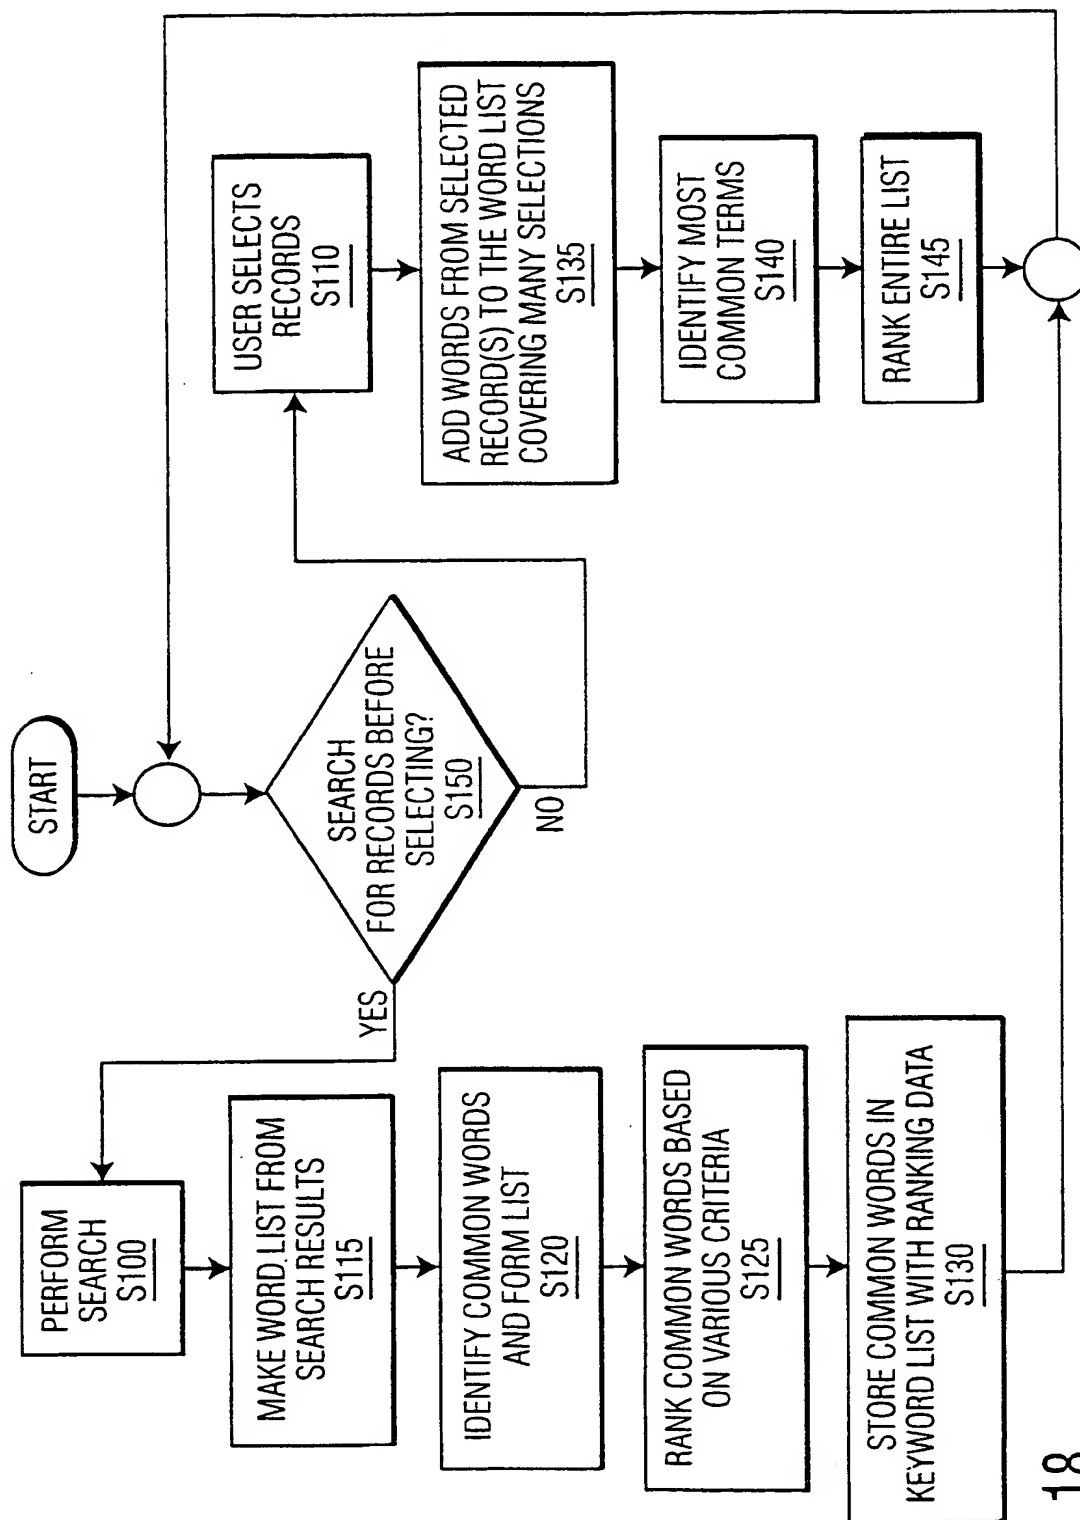 START
SEARCH
FOR RECORDS BEFORE
SELECTING?
S150
YES
NO
PERFORM
SEARCH
S100
MAKE WORD LIST FROM
SEARCH RESULTS
S115
IDENTIFY COMMON WORDS
AND FORM LIST
S120
RANK COMMON WORDS BASED
ON VARIOUS CRITERIA
S125
STORE COMMON WORDS IN
KEYWORD LIST WITH RANKING DATA
S130
USER SELECTS
RECORDS
S110
ADD WORDS FROM SELECTED
RECORD(S) TO THE WORD LIST
COVERING MANY SELECTIONS
S135
IDENTIFY MOST
COMMON TERMS
S140
RANK ENTIRE LIST
S145
18